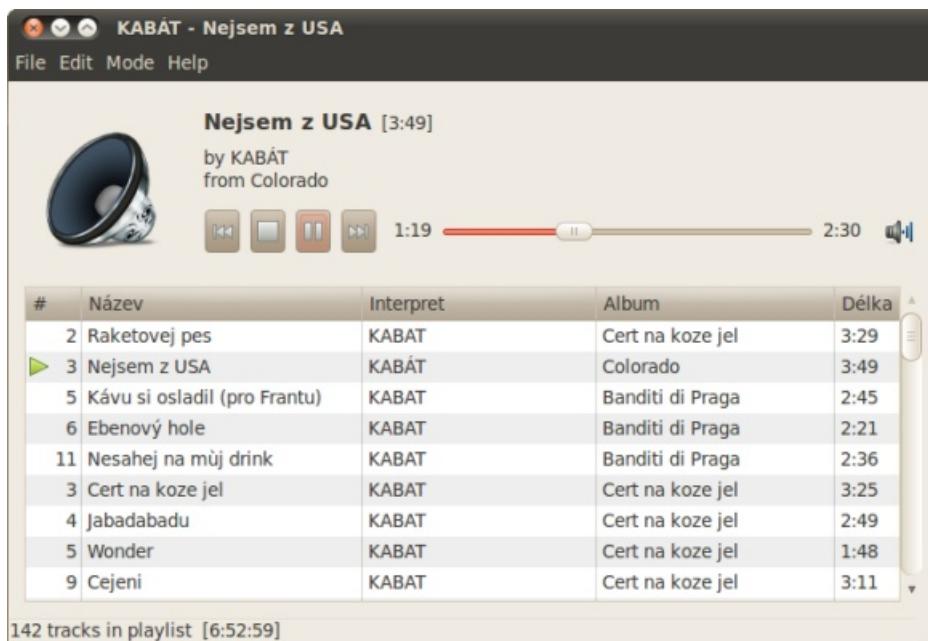 KABÁT - Nejsem z USA
File Edit Mode Help
Nejsem z USA [3:49]
by KABÁT
from Colorado
1:19 2:30
# Název Interpret Album Délka
2 Raketovej pes KABAT Cert na koze jel 3:29
3 Nejsem z USA KABÁT Colorado 3:49
5 Kávu si osladil (pro Frantu) KABAT Banditi di Praga 2:45
6 Ebenový hole KABAT Banditi di Praga 2:21
11 Nesahej na mùj drink KABAT Banditi di Praga 2:36
3 Cert na koze jel KABAT Cert na koze jel 3:25
4 Jabadabadu KABAT Cert na koze jel 2:49
5 Wonder KABAT Cert na koze jel 1:48
9 Cejeni KABAT Cert na koze jel 3:11
142 tracks in playlist [6:52:59]